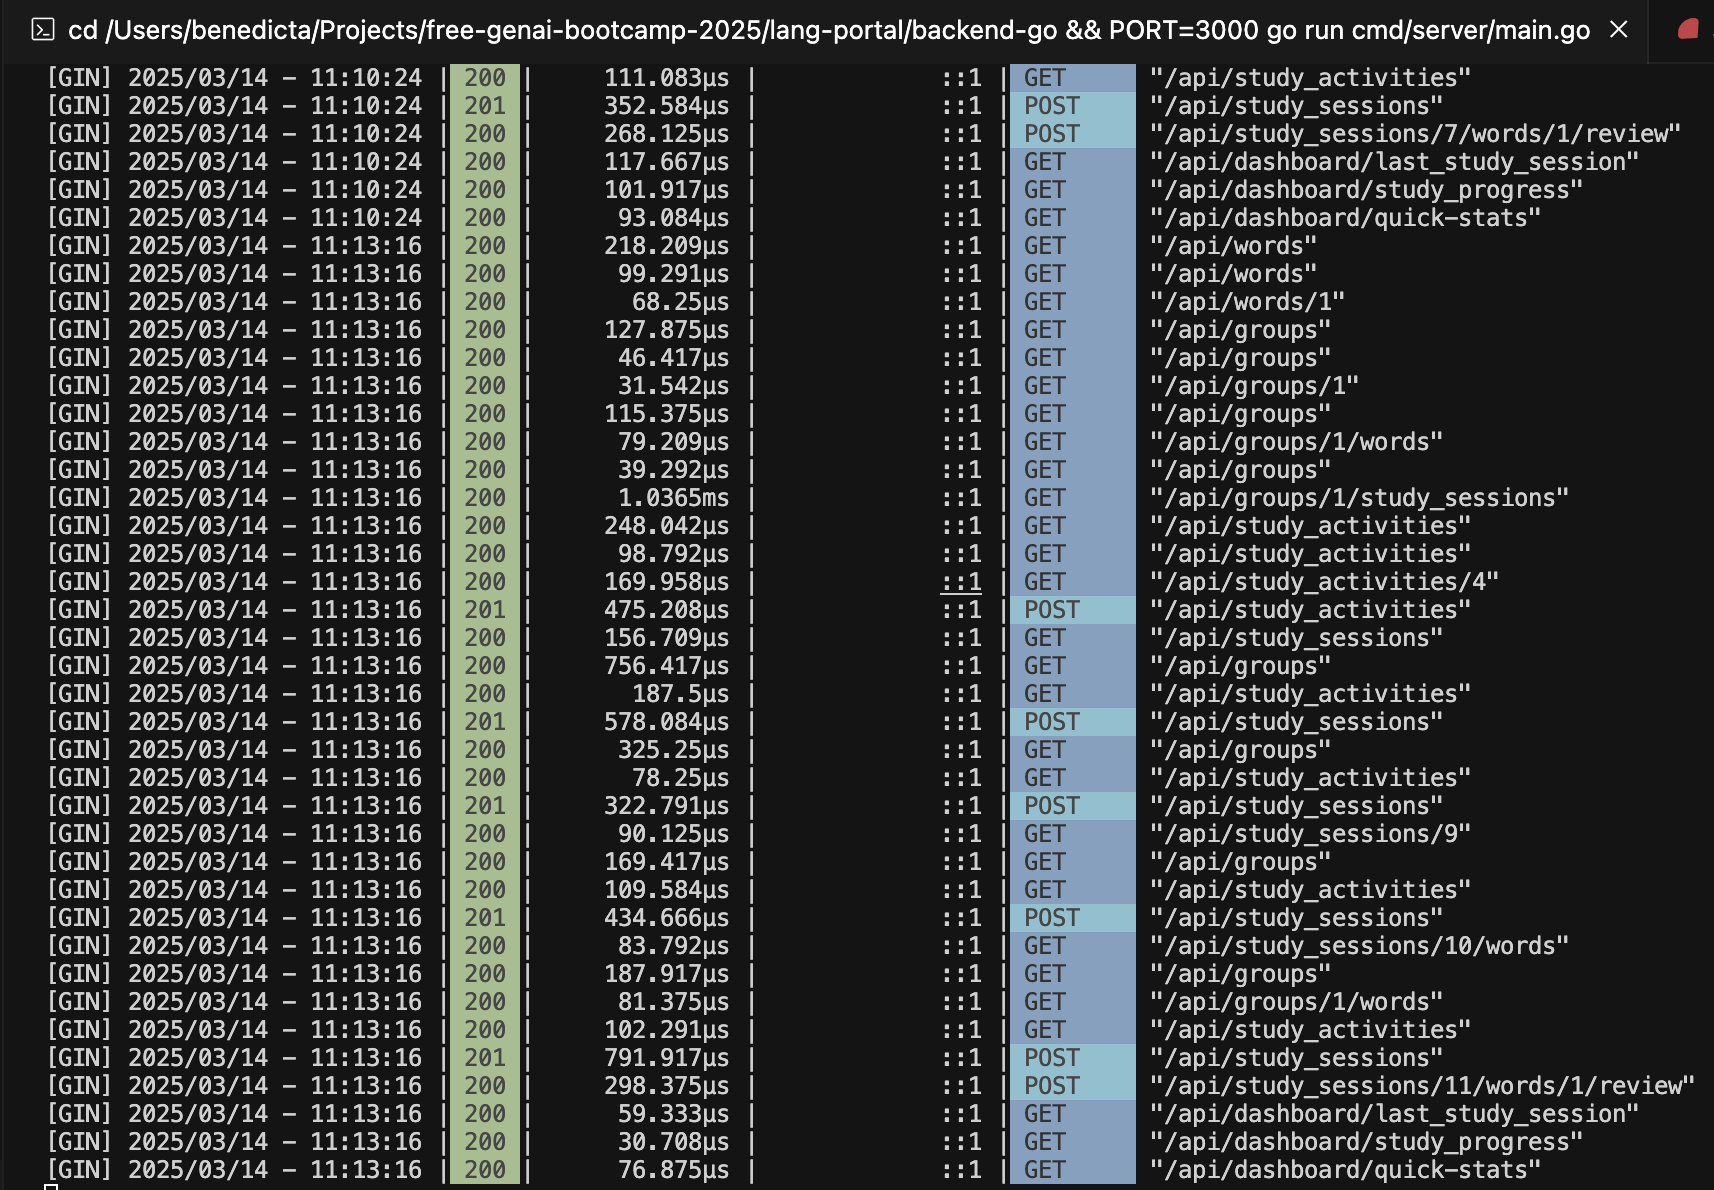 cd /Users/benedicta/Projects/free-genai-bootcamp-2025/lang-portal/backend-go && PORT=3000 go run cmd/server/main.go
[GIN] 2025/03/14 - 11:10:24 | 200 | 111.083µs | ::1 | GET "/api/study_activities"
[GIN] 2025/03/14 - 11:10:24 | 201 | 352.584µs | ::1 | POST "/api/study_sessions"
[GIN] 2025/03/14 - 11:10:24 | 200 | 268.125µs | ::1 | POST "/api/study_sessions/7/words/1/review"
[GIN] 2025/03/14 - 11:10:24 | 200 | 117.667µs | ::1 | GET "/api/dashboard/last_study_session"
[GIN] 2025/03/14 - 11:10:24 | 200 | 101.917µs | ::1 | GET "/api/dashboard/study_progress"
[GIN] 2025/03/14 - 11:10:24 | 200 | 93.084µs | ::1 | GET "/api/dashboard/quick-stats"
[GIN] 2025/03/14 - 11:13:16 | 200 | 218.209µs | ::1 | GET "/api/words"
[GIN] 2025/03/14 - 11:13:16 | 200 | 99.291µs | ::1 | GET "/api/words"
[GIN] 2025/03/14 - 11:13:16 | 200 | 68.25µs | ::1 | GET "/api/words/1"
[GIN] 2025/03/14 - 11:13:16 | 200 | 127.875µs | ::1 | GET "/api/groups"
[GIN] 2025/03/14 - 11:13:16 | 200 | 46.417µs | ::1 | GET "/api/groups"
[GIN] 2025/03/14 - 11:13:16 | 200 | 31.542µs | ::1 | GET "/api/groups/1"
[GIN] 2025/03/14 - 11:13:16 | 200 | 115.375µs | ::1 | GET "/api/groups"
[GIN] 2025/03/14 - 11:13:16 | 200 | 79.209µs | ::1 | GET "/api/groups/1/words"
[GIN] 2025/03/14 - 11:13:16 | 200 | 39.292µs | ::1 | GET "/api/groups"
[GIN] 2025/03/14 - 11:13:16 | 200 | 1.0365ms | ::1 | GET "/api/groups/1/study_sessions"
[GIN] 2025/03/14 - 11:13:16 | 200 | 248.042µs | ::1 | GET "/api/study_activities"
[GIN] 2025/03/14 - 11:13:16 | 200 | 98.792µs | ::1 | GET "/api/study_activities"
[GIN] 2025/03/14 - 11:13:16 | 200 | 169.958µs | ::1 | GET "/api/study_activities/4"
[GIN] 2025/03/14 - 11:13:16 | 201 | 475.208µs | ::1 | POST "/api/study_activities"
[GIN] 2025/03/14 - 11:13:16 | 200 | 156.709µs | ::1 | GET "/api/study_sessions"
[GIN] 2025/03/14 - 11:13:16 | 200 | 756.417µs | ::1 | GET "/api/groups"
[GIN] 2025/03/14 - 11:13:16 | 200 | 187.5µs | ::1 | GET "/api/study_activities"
[GIN] 2025/03/14 - 11:13:16 | 201 | 578.084µs | ::1 | POST "/api/study_sessions"
[GIN] 2025/03/14 - 11:13:16 | 200 | 325.25µs | ::1 | GET "/api/groups"
[GIN] 2025/03/14 - 11:13:16 | 200 | 78.25µs | ::1 | GET "/api/study_activities"
[GIN] 2025/03/14 - 11:13:16 | 201 | 322.791µs | ::1 | POST "/api/study_sessions"
[GIN] 2025/03/14 - 11:13:16 | 200 | 90.125µs | ::1 | GET "/api/study_sessions/9"
[GIN] 2025/03/14 - 11:13:16 | 200 | 169.417µs | ::1 | GET "/api/groups"
[GIN] 2025/03/14 - 11:13:16 | 200 | 109.584µs | ::1 | GET "/api/study_activities"
[GIN] 2025/03/14 - 11:13:16 | 201 | 434.666µs | ::1 | POST "/api/study_sessions"
[GIN] 2025/03/14 - 11:13:16 | 200 | 83.792µs | ::1 | GET "/api/study_sessions/10/words"
[GIN] 2025/03/14 - 11:13:16 | 200 | 187.917µs | ::1 | GET "/api/groups"
[GIN] 2025/03/14 - 11:13:16 | 200 | 81.375µs | ::1 | GET "/api/groups/1/words"
[GIN] 2025/03/14 - 11:13:16 | 200 | 102.291µs | ::1 | GET "/api/study_activities"
[GIN] 2025/03/14 - 11:13:16 | 201 | 791.917µs | ::1 | POST "/api/study_sessions"
[GIN] 2025/03/14 - 11:13:16 | 200 | 298.375µs | ::1 | POST "/api/study_sessions/11/words/1/review"
[GIN] 2025/03/14 - 11:13:16 | 200 | 59.333µs | ::1 | GET "/api/dashboard/last_study_session"
[GIN] 2025/03/14 - 11:13:16 | 200 | 30.708µs | ::1 | GET "/api/dashboard/study_progress"
[GIN] 2025/03/14 - 11:13:16 | 200 | 76.875µs | ::1 | GET "/api/dashboard/quick-stats"